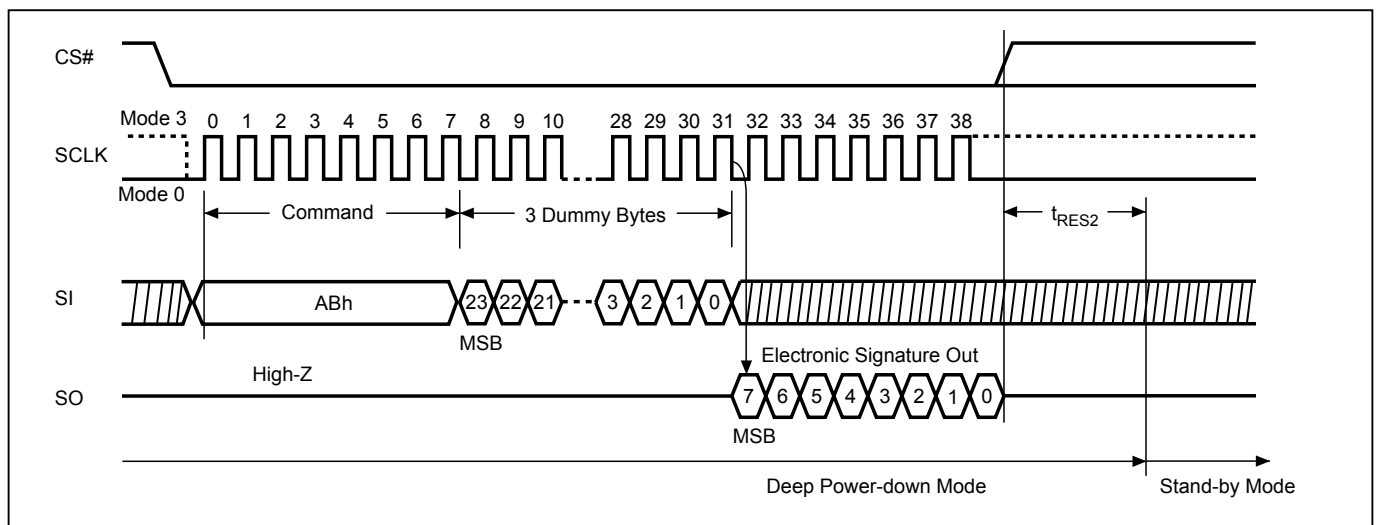 CS#
Mode 3 0 1 2 3 4 5 6 7 8 9 10 28 29 30 31 32 33 34 35 36 37 38
SCLK
Mode 0
Command 3 Dummy Bytes tRES2
SI ABh 23 22 21 3 2 1 0
MSB
Electronic Signature Out
High-Z
SO 7 6 5 4 3 2 1 0
MSB
Deep Power-down Mode Stand-by Mode